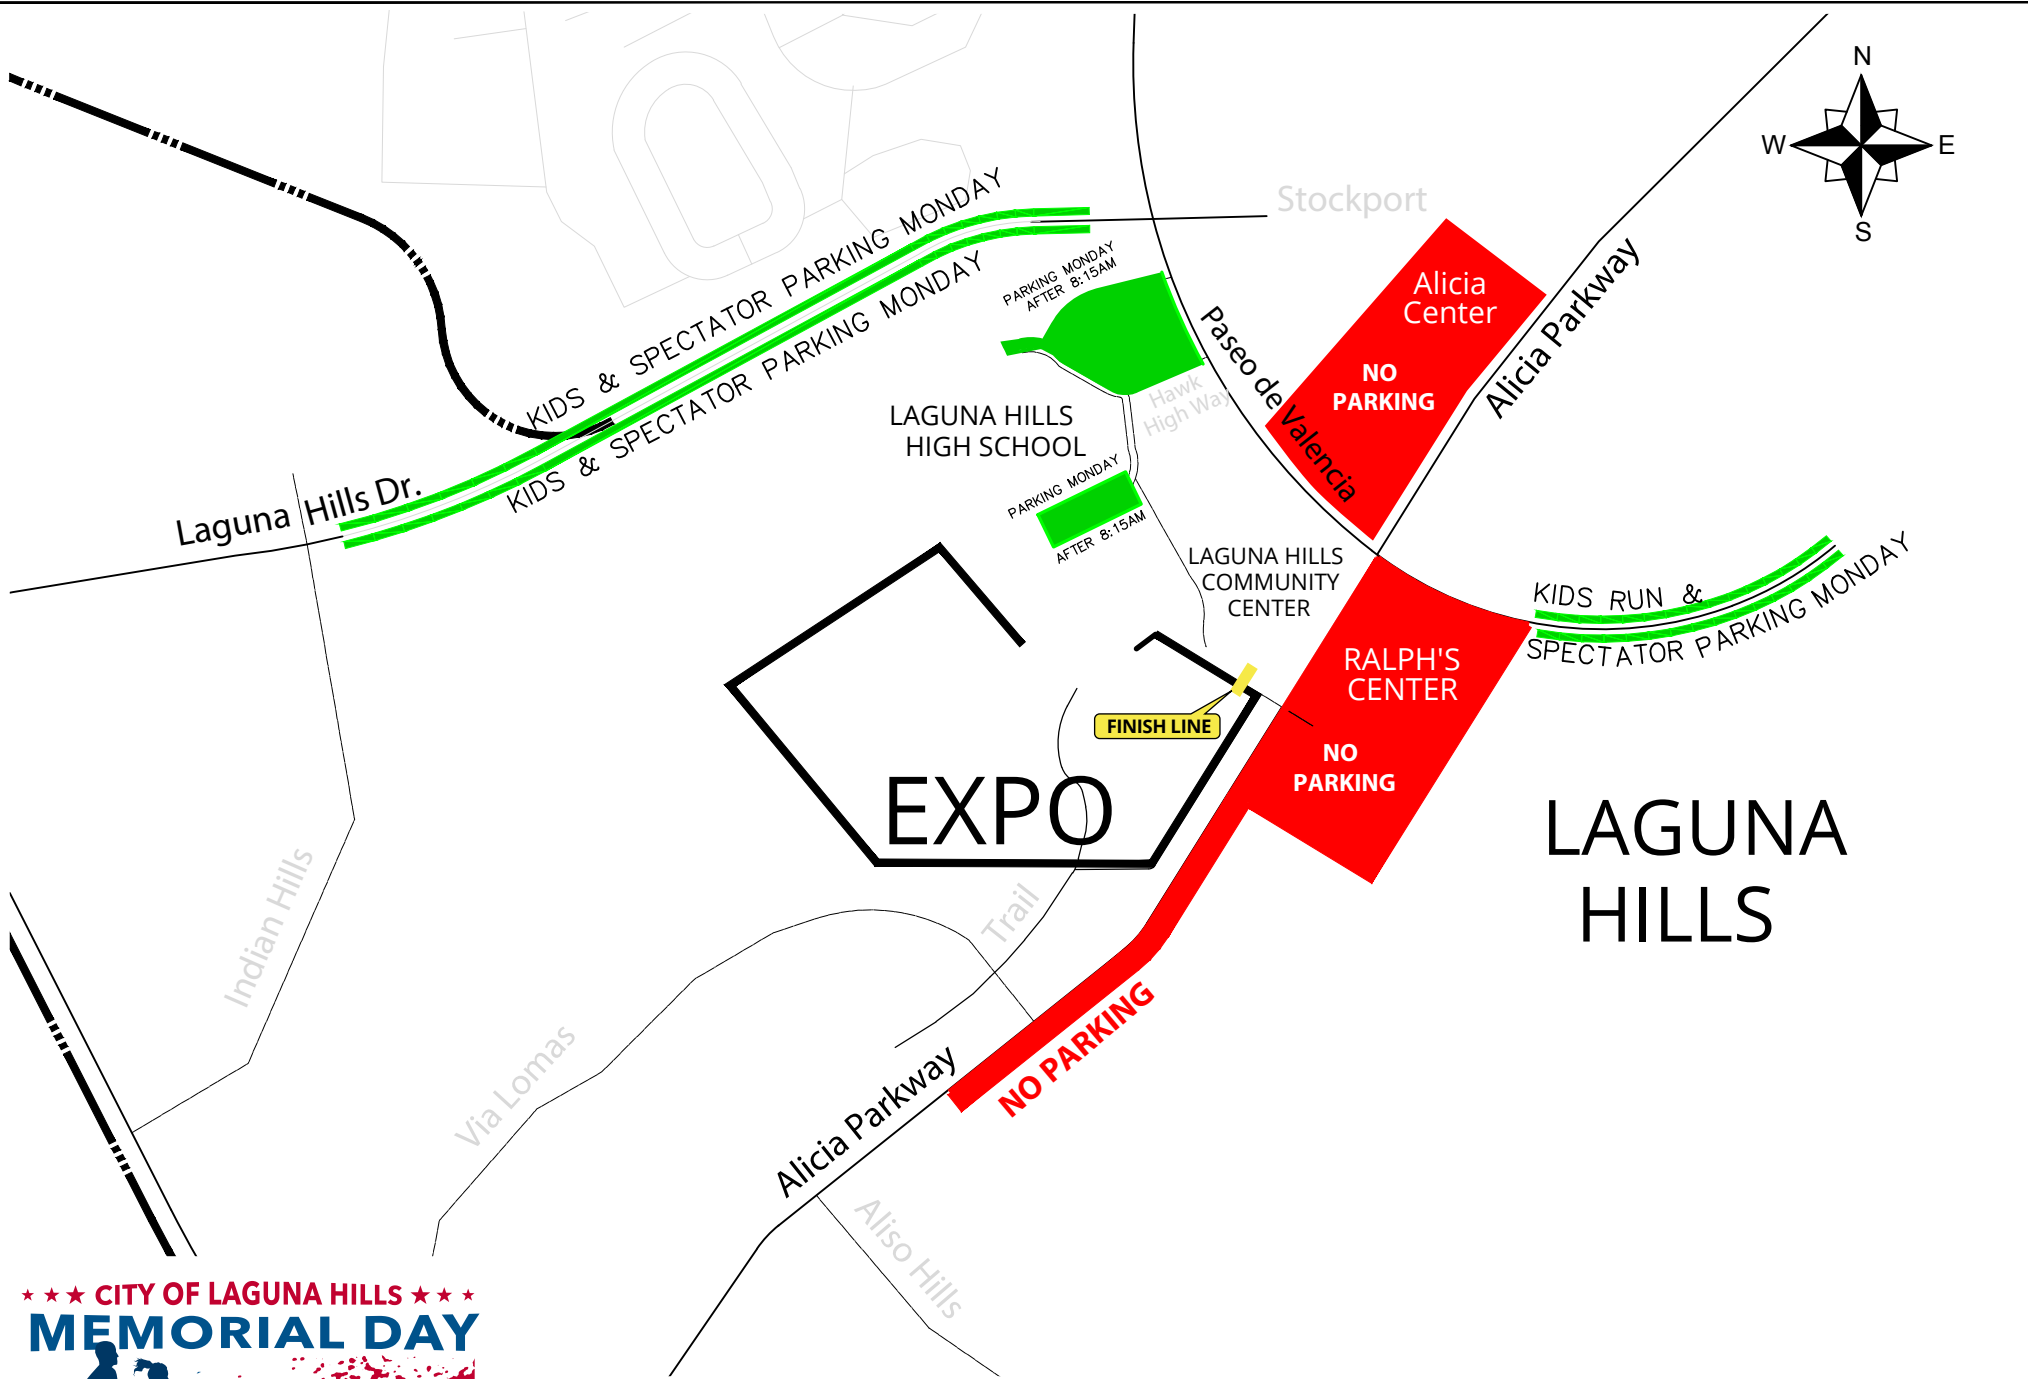 N
W E
S
Stockport
KIDS & SPECTATOR PARKING MONDAY
KIDS & SPECTATOR PARKING MONDAY
Laguna Hills Dr.
PARKING MONDAY
AFTER 8:15AM
Paseo de Valencia
Alicia
Center
NO
PARKING
Alicia Parkway
Hawk
High Way
LAGUNA HILLS
HIGH SCHOOL
PARKING MONDAY
AFTER 8:15AM
LAGUNA HILLS
COMMUNITY
CENTER
KIDS RUN &
SPECTATOR PARKING MONDAY
RALPH'S
CENTER
NO
PARKING
FINISH LINE
EXPO
LAGUNA
HILLS
Indian Hills
Trail
Via Lomas
NO PARKING
Alicia Parkway
Aliso Hills
CITY OF LAGUNA HILLS
MEMORIAL DAY